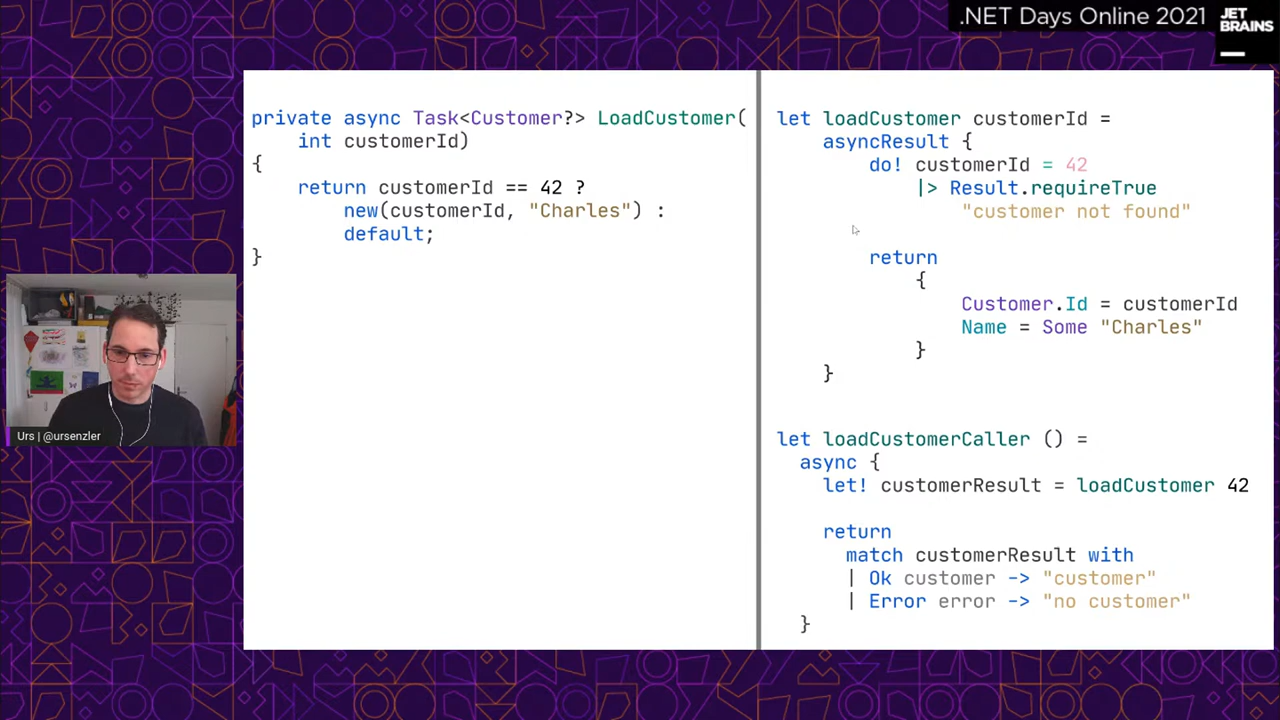 .NET Days Online 2021
JET
BRAINS
private async Task<Customer?> LoadCustomer(
int customerId)
{
return customerId == 42 ?
new(customerId, "Charles") :
default;
}
let loadCustomer customerId =
asyncResult {
do! customerId = 42
|> Result.requireTrue
"customer not found"
return
{
Customer.Id = customerId
Name = Some "Charles"
}
}
let loadCustomerCaller () =
async {
let! customerResult = loadCustomer 42
return
match customerResult with
| Ok customer -> "customer"
| Error error -> "no customer"
}
Urs | @ursenzler